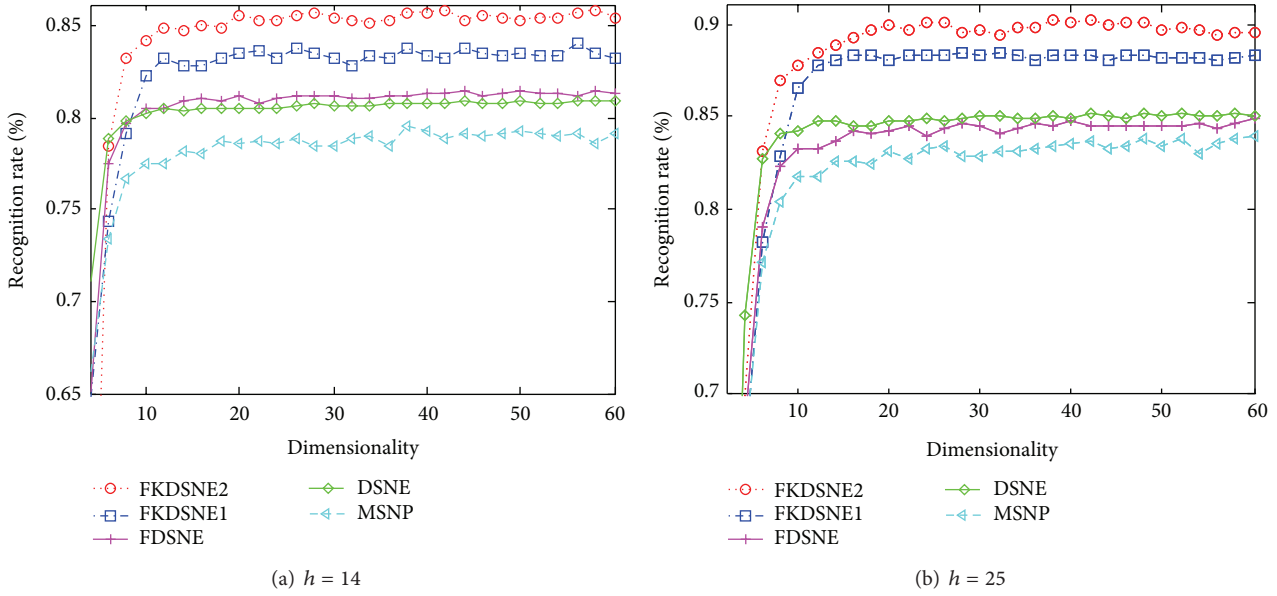 0.85
0.8
0.75
0.7
0.65
Recognition rate (%)
10 20 30 40 50 60
Dimensionality
FKDSNE2
FKDSNE1
FDSNE
DSNE
MSNP
(a) h = 14
0.9
0.85
0.8
0.75
0.7
Recognition rate (%)
10 20 30 40 50 60
Dimensionality
FKDSNE2
FKDSNE1
FDSNE
DSNE
MSNP
(b) h = 25